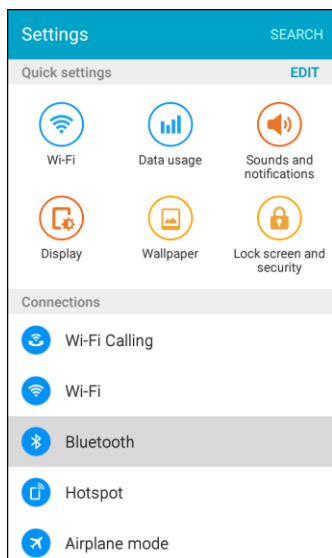 Settings SEARCH
Quick settings EDIT
Wi-Fi Data usage Sounds and
notifications
Display Wallpaper Lock screen and
security
Connections
Wi-Fi Calling
Wi-Fi
Bluetooth
Hotspot
Airplane mode